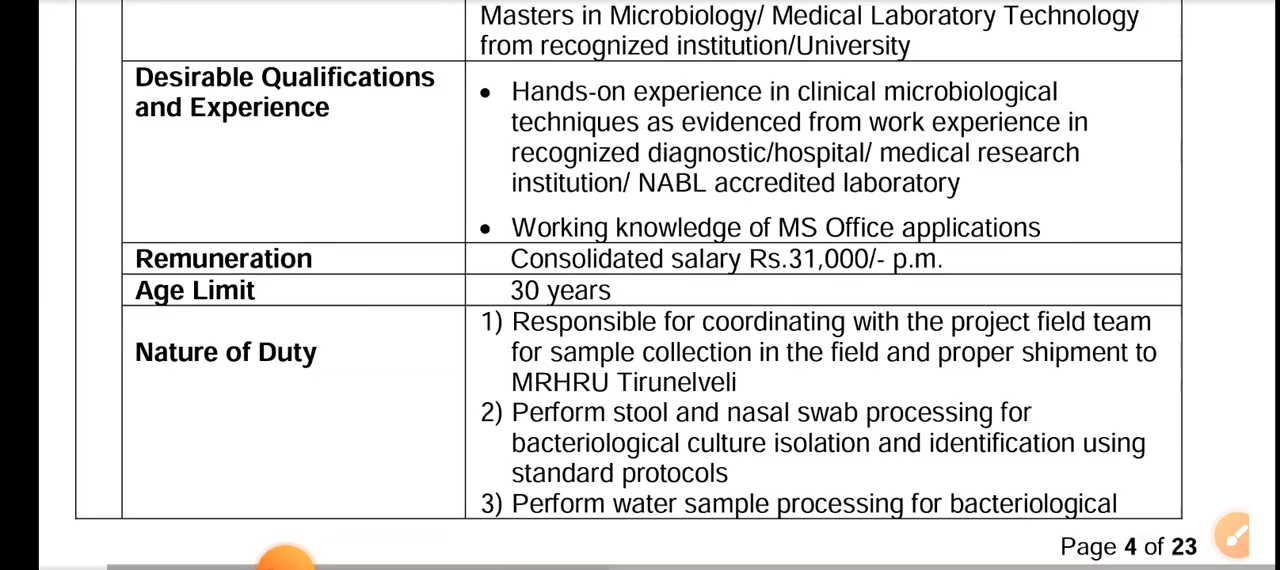 Masters in Microbiology/ Medical Laboratory Technology
from recognized institution/University
Desirable Qualifications
and Experience
• Hands-on experience in clinical microbiological
techniques as evidenced from work experience in
recognized diagnostic/hospital/ medical research
institution/ NABL accredited laboratory
• Working knowledge of MS Office applications
Remuneration
Consolidated salary Rs.31,000/- p.m.
Age Limit
30 years
Nature of Duty
1) Responsible for coordinating with the project field team
for sample collection in the field and proper shipment to
MRHRU Tirunelveli
2) Perform stool and nasal swab processing for
bacteriological culture isolation and identification using
standard protocols
3) Perform water sample processing for bacteriological
Page 4 of 23